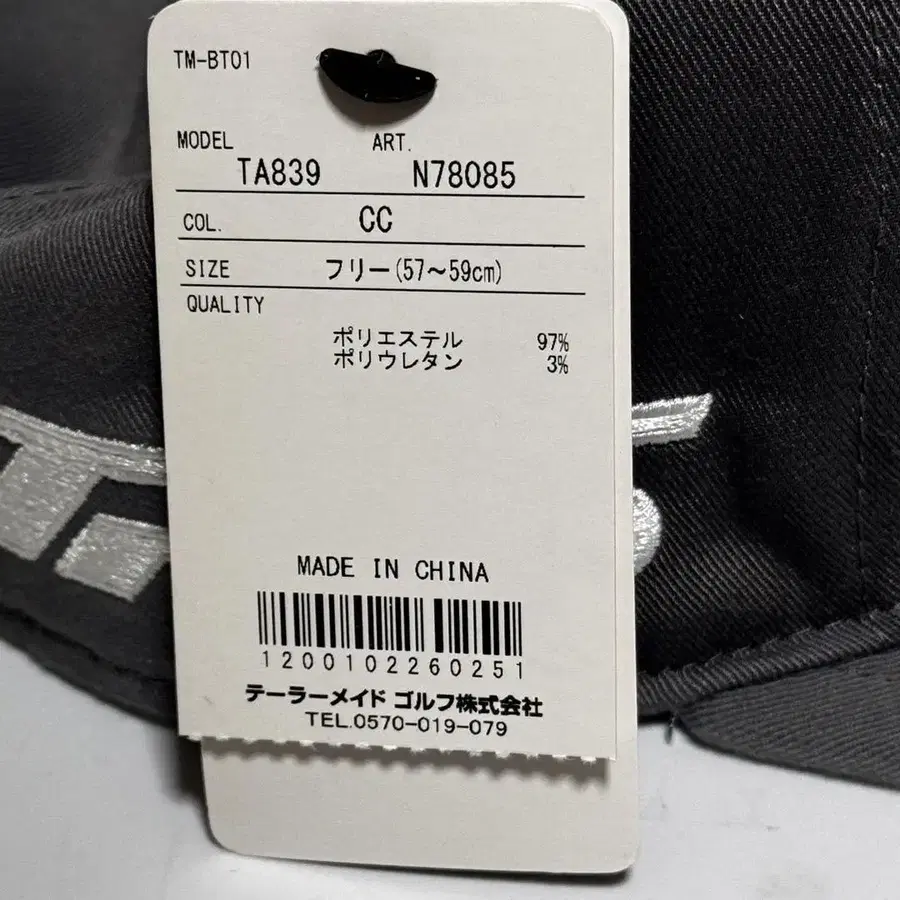 TM-BT01
MODEL ART.
TA839 N78085
COL. CC
SIZE フリー(57～59cm)
QUALITY
ポリエステル 97%
ポリウレタン 3%
MADE IN CHINA
1200102260251
テーラーメイド ゴルフ株式会社
TEL.0570-019-079